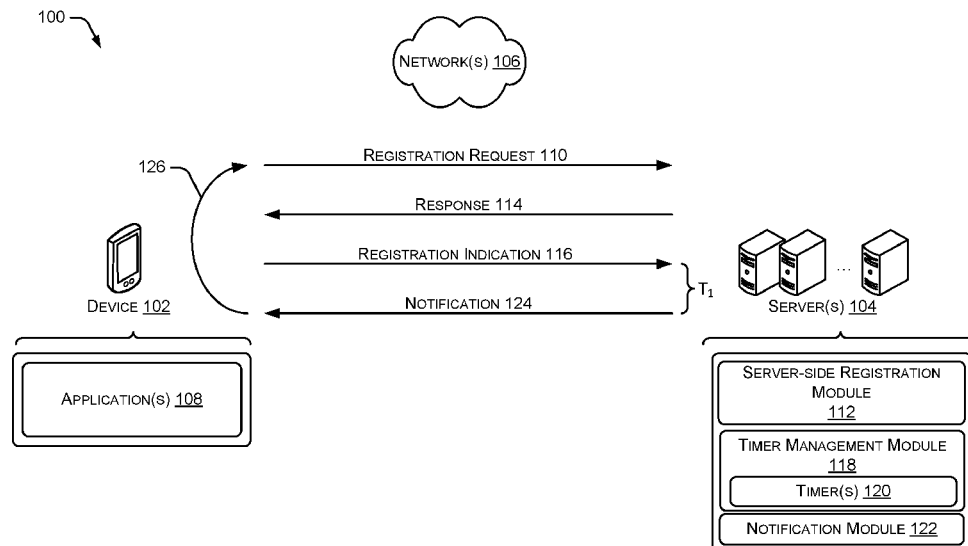 100
NETWORK(S) 106
126
REGISTRATION REQUEST 110
RESPONSE 114
REGISTRATION INDICATION 116
T1
NOTIFICATION 124
DEVICE 102
...
SERVER(S) 104
APPLICATION(S) 108
SERVER-SIDE REGISTRATION
MODULE
112
TIMER MANAGEMENT MODULE
118
TIMER(S) 120
NOTIFICATION MODULE 122